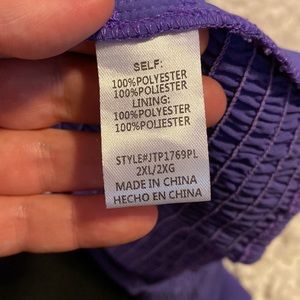 SELF:
100%POLYESTER
100%POLIESTER
LINING:
100%POLYESTER
100%POLIESTER
STYLE#JTP1769PL
2XL/2XG
MADE IN CHINA
HECHO EN CHINA